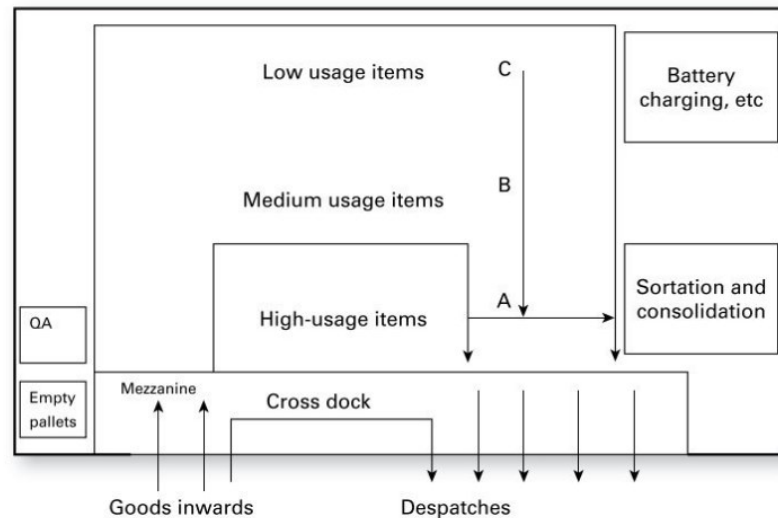 Low usage items
C
Battery
charging, etc
B
Medium usage items
A
High-usage items
Sortation and
consolidation
QA
Empty
pallets
Mezzanine
Cross dock
Goods inwards
Despatches